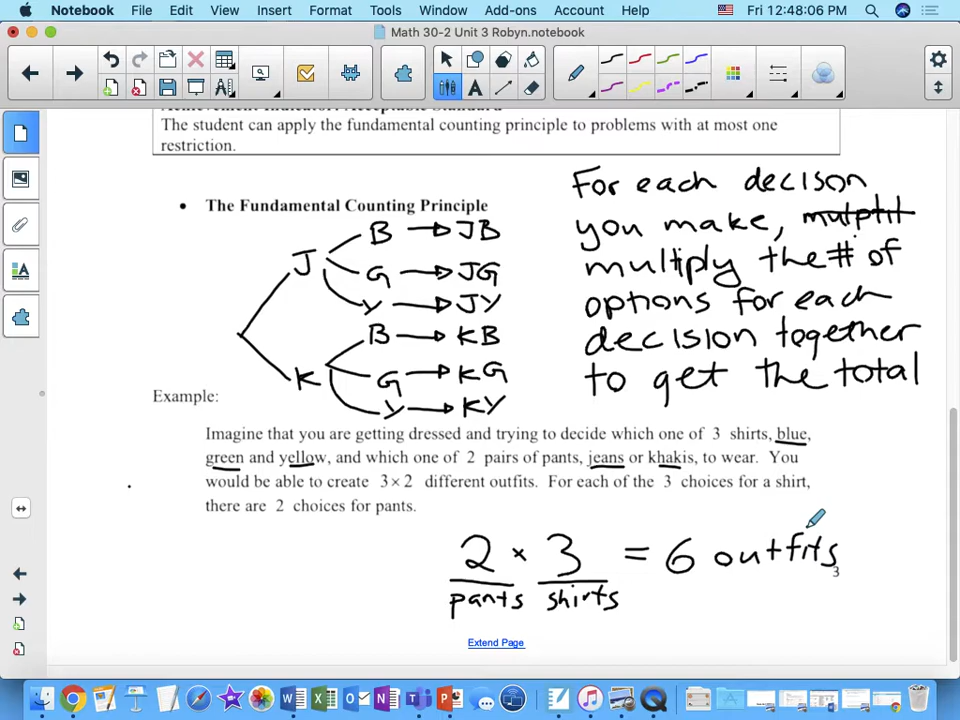 Notebook File Edit View Insert Format Tools Window Add-ons Account Help Fri 12:48:06 PM
Math 30-2 Unit 3 Robyn.notebook
Achievement Indicator: Acceptable Standard
The student can apply the fundamental counting principle to problems with at most one
restriction.
• The Fundamental Counting Principle
J
B → JB
G → JG
Y → JY
K
B → KB
G → KG
Y → KY
For each decison
you make,
multiply the # of
options for each
decision together
to get the total
Example:
Imagine that you are getting dressed and trying to decide which one of 3 shirts, blue,
green and yellow, and which one of 2 pairs of pants, jeans or khakis, to wear. You
would be able to create 3 × 2 different outfits. For each of the 3 choices for a shirt,
there are 2 choices for pants.
2 × 3 = 6 outfits
pants shirts
3
Extend Page